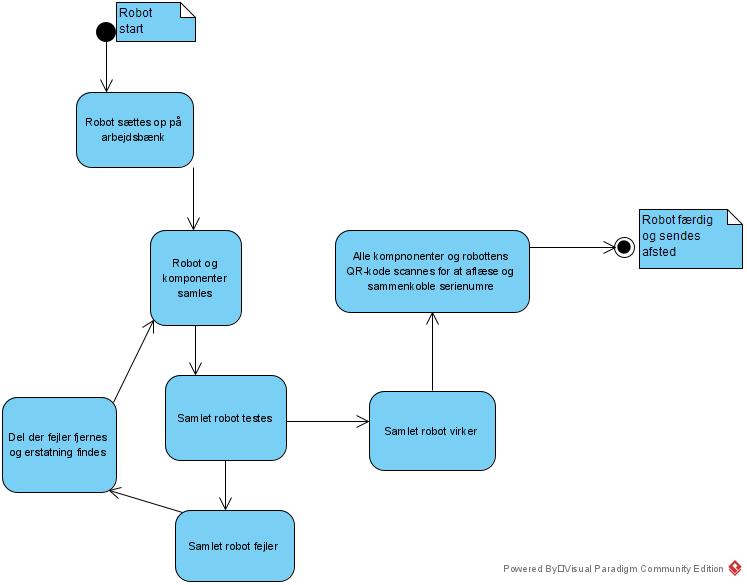 Robot
start
Robot sættes op på
arbejdsbænk
Robot og
komponenter
samles
Alle kompnonenter og robottens
QR-kode scannes for at aflæse og
sammenkoble serienumre
Robot færdig
og sendes
afsted
Samlet robot testes
Samlet robot virker
Del der fejler fjernes
og erstatning findes
Samlet robot fejler
Powered By Visual Paradigm Community Edition